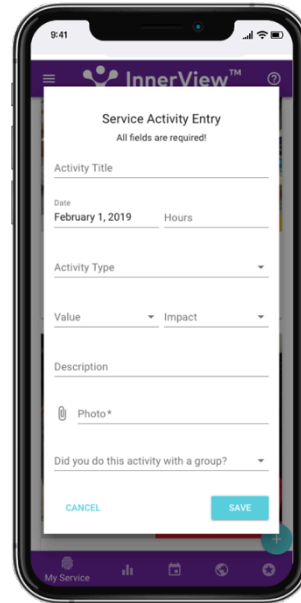 9:41
InnerView™
Service Activity Entry
All fields are required!
Activity Title
Date
February 1, 2019 Hours
Activity Type
Value Impact
Description
Photo*
Did you do this activity with a group?
CANCEL SAVE
My Service